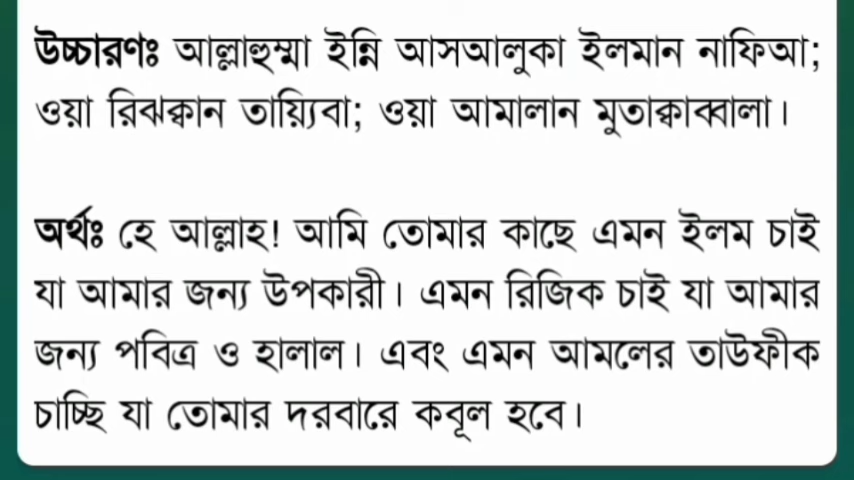 উচ্চারণঃ আল্লাহুম্মা ইন্নি আসআলুকা ইলমান নাফিআ;
ওয়া রিঝক্বান তায়্যিবা; ওয়া আমালান মুতাক্বাব্বালা।
অর্থঃ হে আল্লাহ! আমি তোমার কাছে এমন ইলম চাই
যা আমার জন্য উপকারী। এমন রিজিক চাই যা আমার
জন্য পবিত্র ও হালাল। এবং এমন আমলের তাউফীক
চাচ্ছি যা তোমার দরবারে কবূল হবে।